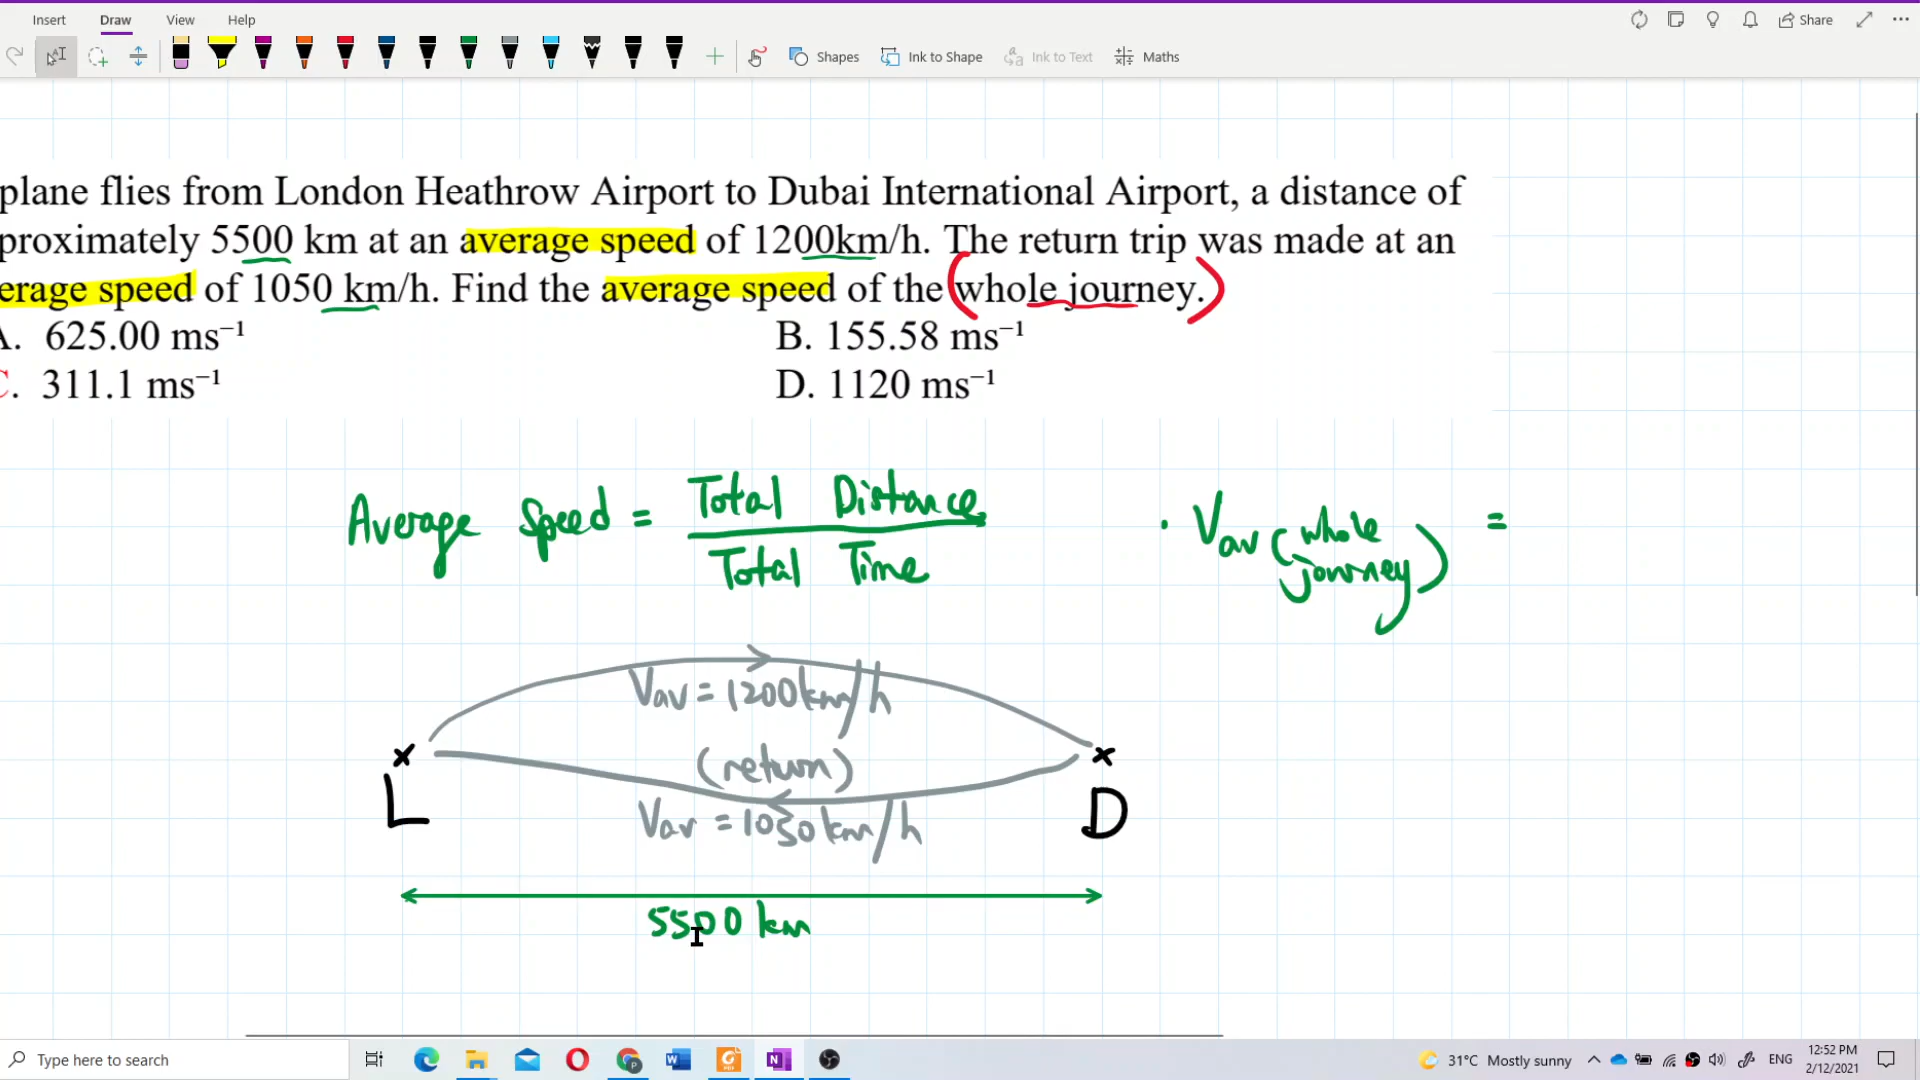 Insert Draw View Help Share
Shapes Ink to Shape Ink to Text Maths
plane flies from London Heathrow Airport to Dubai International Airport, a distance of
proximately 5500 km at an average speed of 1200km/h. The return trip was made at an
erage speed of 1050 km/h. Find the average speed of the (whole journey.)
A. 625.00 ms⁻¹ B. 155.58 ms⁻¹
C. 311.1 ms⁻¹ D. 1120 ms⁻¹
Average Speed = Total Distance
Total Time
· Vav (whole journey) =
Vav = 1200km/h
(return)
Vav = 1050 km/h
L D
5500 km
Type here to search 31°C Mostly sunny ENG 12:52 PM
2/12/2021